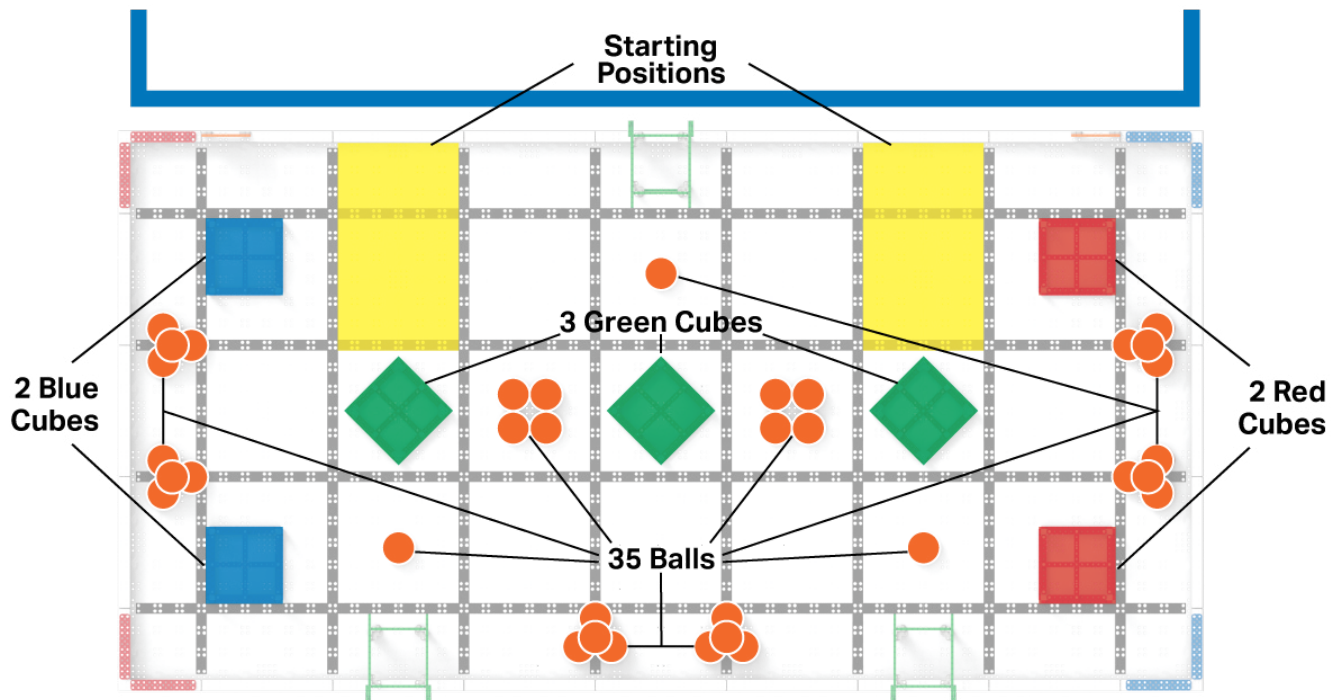 Starting
Positions
3 Green Cubes
2 Blue
Cubes
2 Red
Cubes
35 Balls